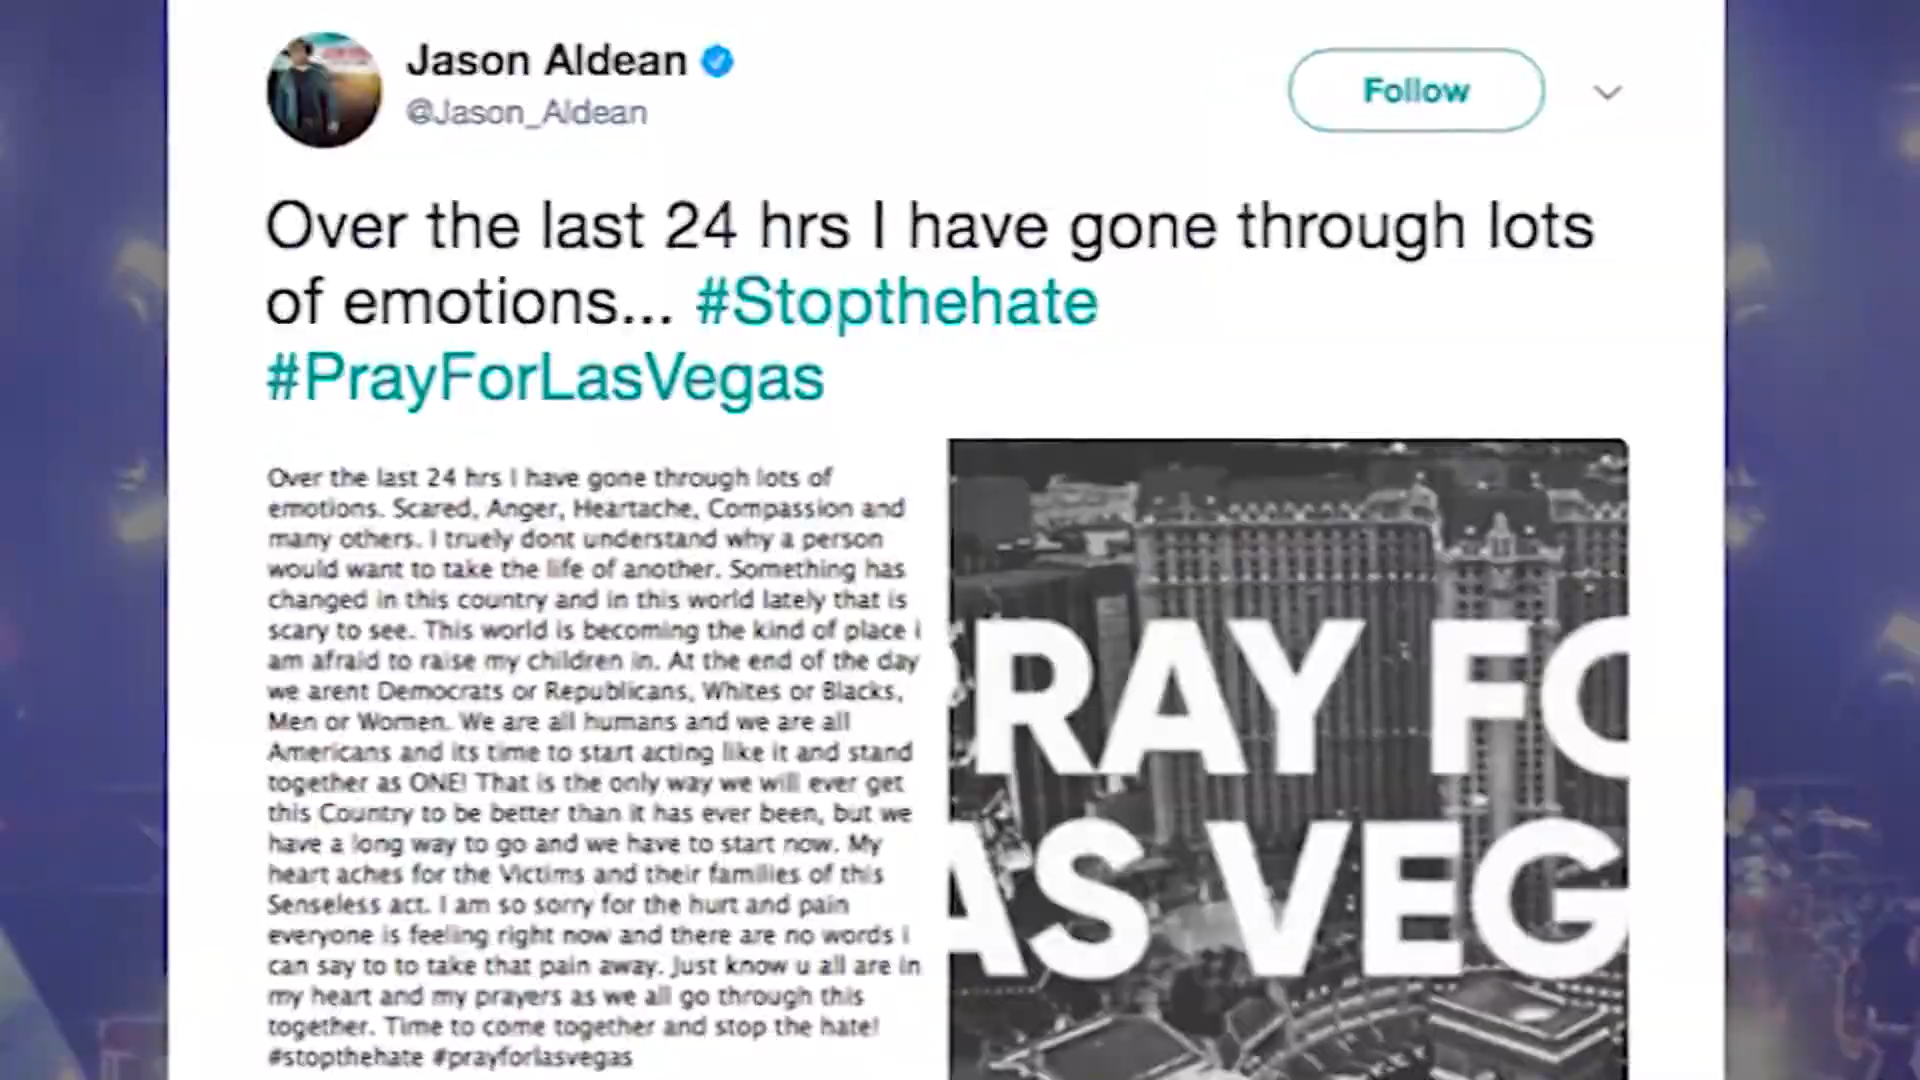 Jason Aldean
@Jason_Aldean
Follow
Over the last 24 hrs I have gone through lots
of emotions... #Stopthehate
#PrayForLasVegas
Over the last 24 hrs I have gone through lots of
emotions. Scared, Anger, Heartache, Compassion and
many others. I truely dont understand why a person
would want to take the life of another. Something has
changed in this country and in this world lately that is
scary to see. This world is becoming the kind of place i
am afraid to raise my children in. At the end of the day
we arent Democrats or Republicans, Whites or Blacks,
Men or Women. We are all humans and we are all
Americans and its time to start acting like it and stand
together as ONE! That is the only way we will ever get
this Country to be better than it has ever been, but we
have a long way to go and we have to start now. My
heart aches for the Victims and their families of this
Senseless act. I am so sorry for the hurt and pain
everyone is feeling right now and there are no words i
can say to to take that pain away. Just know u all are in
my heart and my prayers as we all go through this
together. Time to come together and stop the hate!
#stopthehate #prayforlasvegas
RAY FO
AS VEG